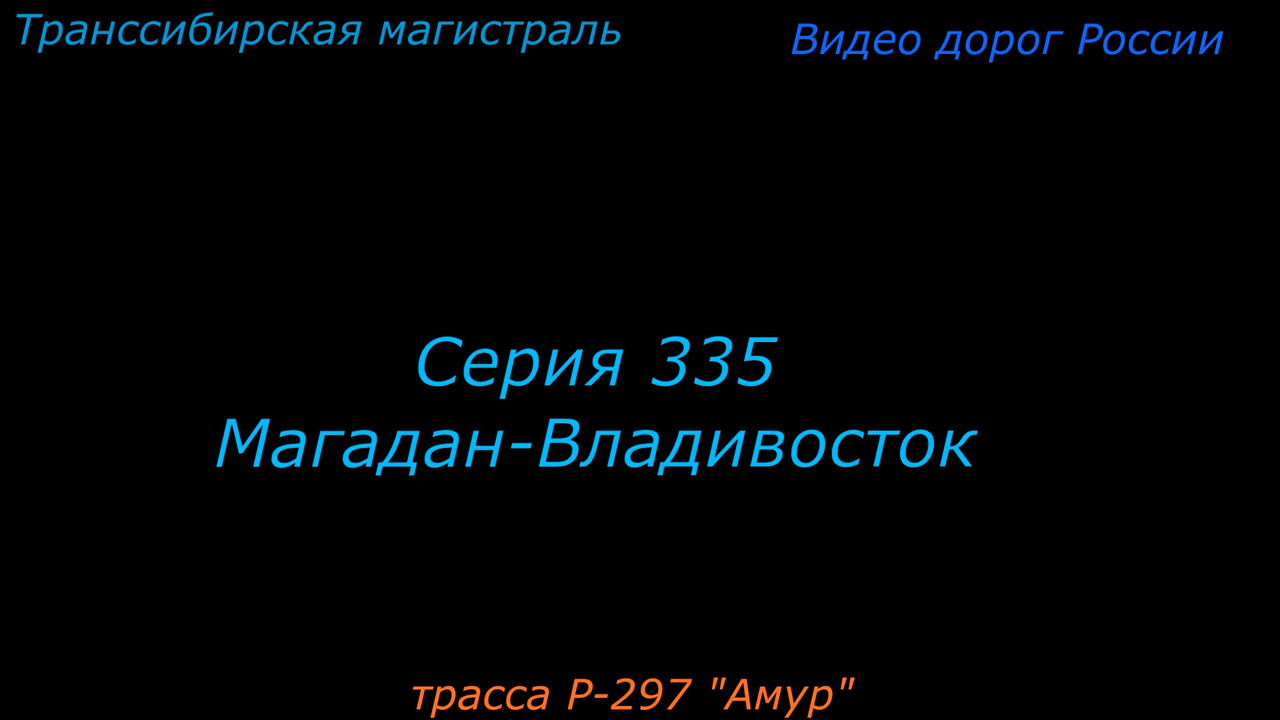 Транссибирская магистраль
Видео дорог России
Серия 335
Магадан-Владивосток
трасса Р-297 "Амур"